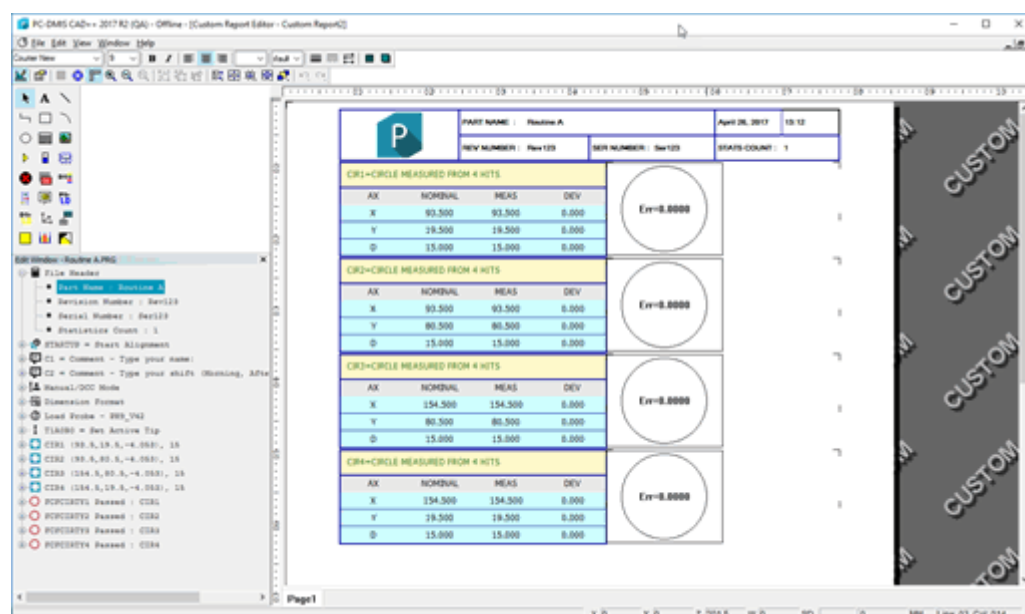 PC-DMIS CAD++ 2017 R2 (QA) - Offline - [Custom Report Editor - Custom Report2]
File Edit View Window Help
Courier New
PART NAME : Routine A
April 26, 2017
15:12
REV NUMBER : Rev123
SER NUMBER : Ser123
STATS COUNT : 1
CIR1=CIRCLE MEASURED FROM 4 HITS
AX NOMINAL MEAS DEV
X 93.500 93.500 0.000
Y 19.500 19.500 0.000
D 15.000 15.000 0.000
Err=0.0000
CIR2=CIRCLE MEASURED FROM 4 HITS
AX NOMINAL MEAS DEV
X 93.500 93.500 0.000
Y 80.500 80.500 0.000
D 15.000 15.000 0.000
Err=0.0000
CIR3=CIRCLE MEASURED FROM 4 HITS
AX NOMINAL MEAS DEV
X 154.500 154.500 0.000
Y 80.500 80.500 0.000
D 15.000 15.000 0.000
Err=0.0000
CIR4=CIRCLE MEASURED FROM 4 HITS
AX NOMINAL MEAS DEV
X 154.500 154.500 0.000
Y 19.500 19.500 0.000
D 15.000 15.000 0.000
Err=0.0000
CUSTOM
CUSTOM
CUSTOM
CUSTOM
CUSTOM
Edit Window - Routine A.PRG
File Header
Part Name : Routine A
Revision Number : Rev123
Serial Number : Ser123
Statistics Count : 1
STARTUP = Start Alignment
C1 = Comment - Type your name:
C2 = Comment - Type your shift (Morning, Afte
Manual/DCC Mode
Dimension Format
Load Probe -
= Set Active Tip
CIR1 (93.5,19.5,-4.053), 15
CIR2 (93.5,80.5,-4.053), 15
CIR3 (154.5,80.5,-4.053), 15
CIR4 (154.5,19.5,-4.053), 15
FCFCIRTY1 Passed : CIR1
FCFCIRTY2 Passed : CIR2
FCFCIRTY3 Passed : CIR3
FCFCIRTY4 Passed : CIR4
Page1